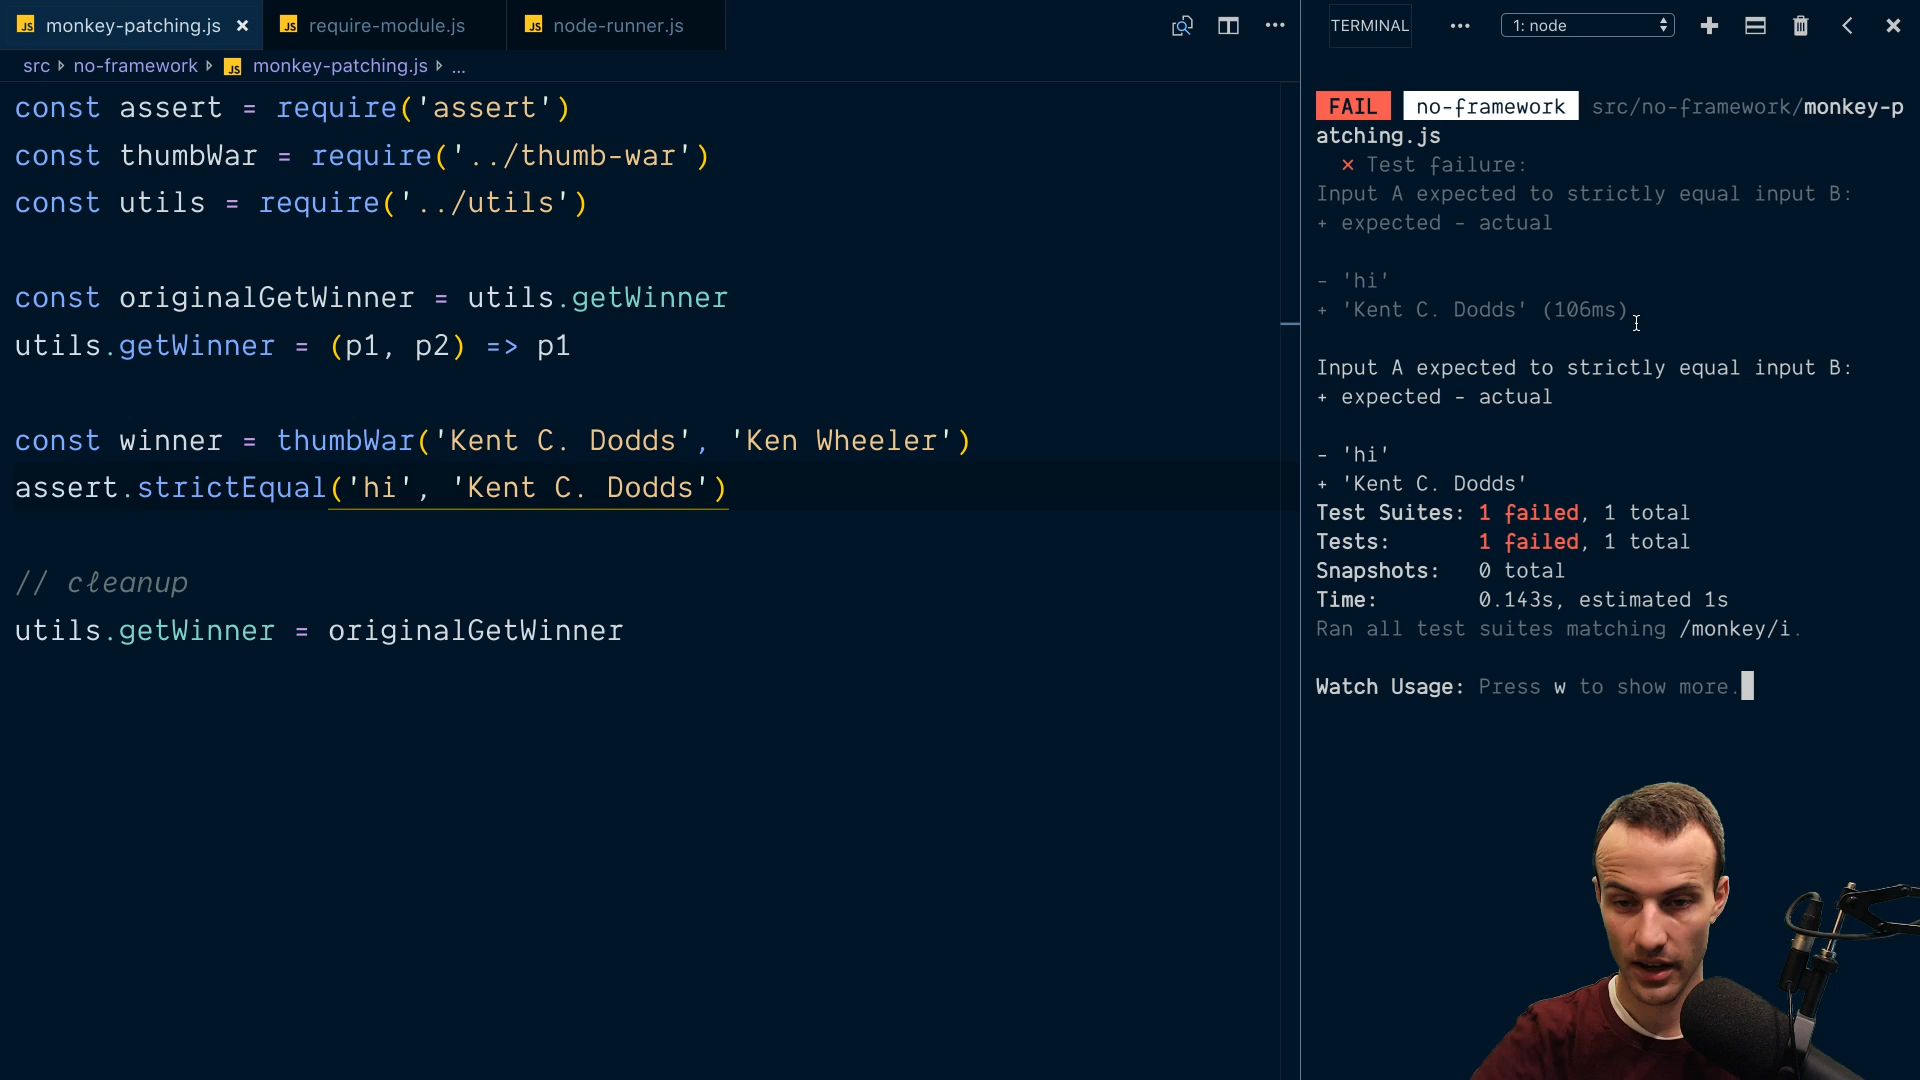 JS monkey-patching.js × JS require-module.js JS node-runner.js
src no-framework JS monkey-patching.js ...
const assert = require('assert')
const thumbWar = require('../thumb-war')
const utils = require('../utils')
const originalGetWinner = utils.getWinner
utils.getWinner = (p1, p2) => p1
const winner = thumbWar('Kent C. Dodds', 'Ken Wheeler')
assert.strictEqual('hi', 'Kent C. Dodds')
// cleanup
utils.getWinner = originalGetWinner
TERMINAL ... 1: node
FAIL no-framework src/no-framework/monkey-p
atching.js
✕ Test failure:
Input A expected to strictly equal input B:
+ expected - actual
- 'hi'
+ 'Kent C. Dodds' (106ms)
Input A expected to strictly equal input B:
+ expected - actual
- 'hi'
+ 'Kent C. Dodds'
Test Suites: 1 failed, 1 total
Tests: 1 failed, 1 total
Snapshots: 0 total
Time: 0.143s, estimated 1s
Ran all test suites matching /monkey/i.
Watch Usage: Press w to show more.